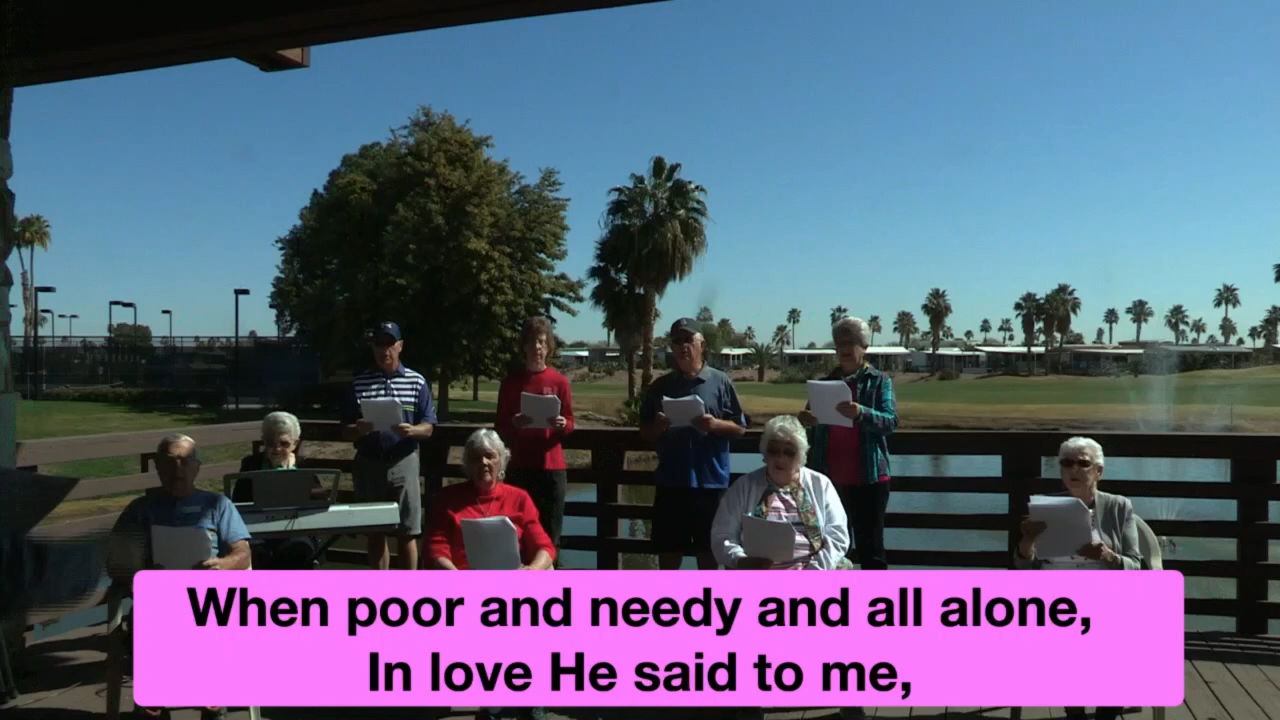 When poor and needy and all alone,
In love He said to me,